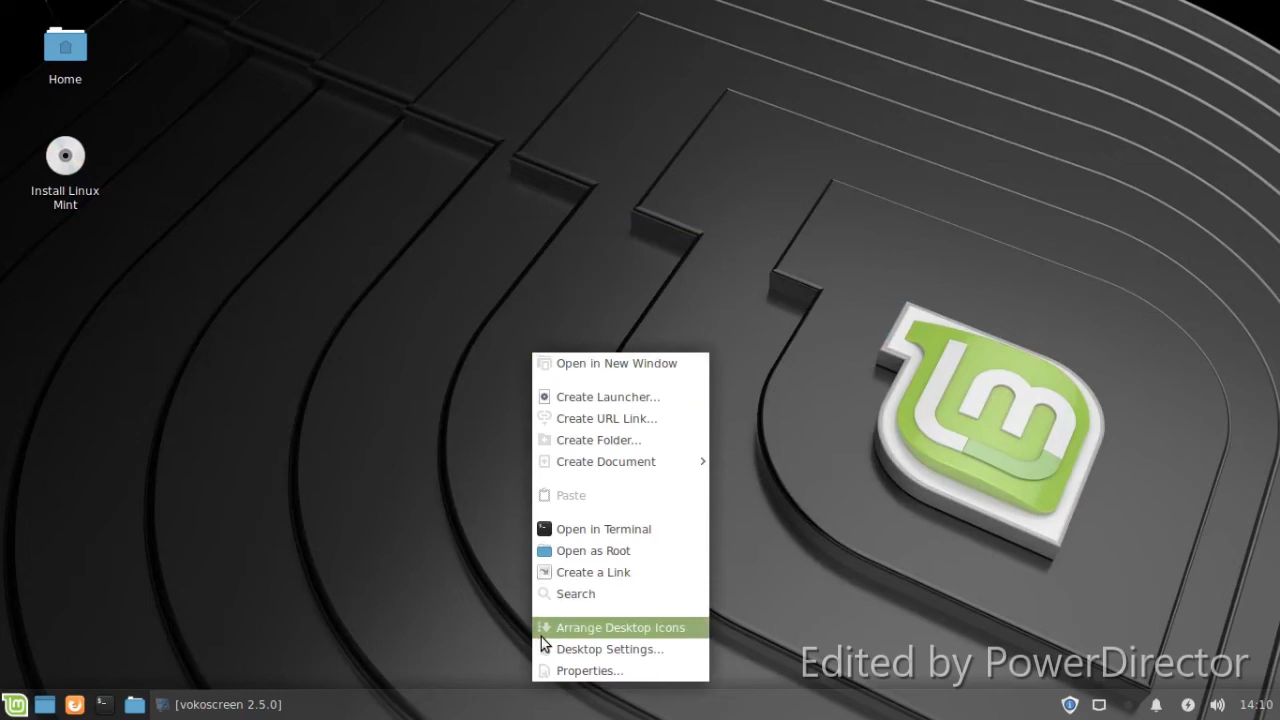 Home
Install Linux
Mint
lm
Open in New Window
Create Launcher...
Create URL Link...
Create Folder...
Create Document
Paste
Open in Terminal
Open as Root
Create a Link
Search
Arrange Desktop Icons
Desktop Settings...
Properties...
Edited by PowerDirector
[vokoscreen 2.5.0]
14:10